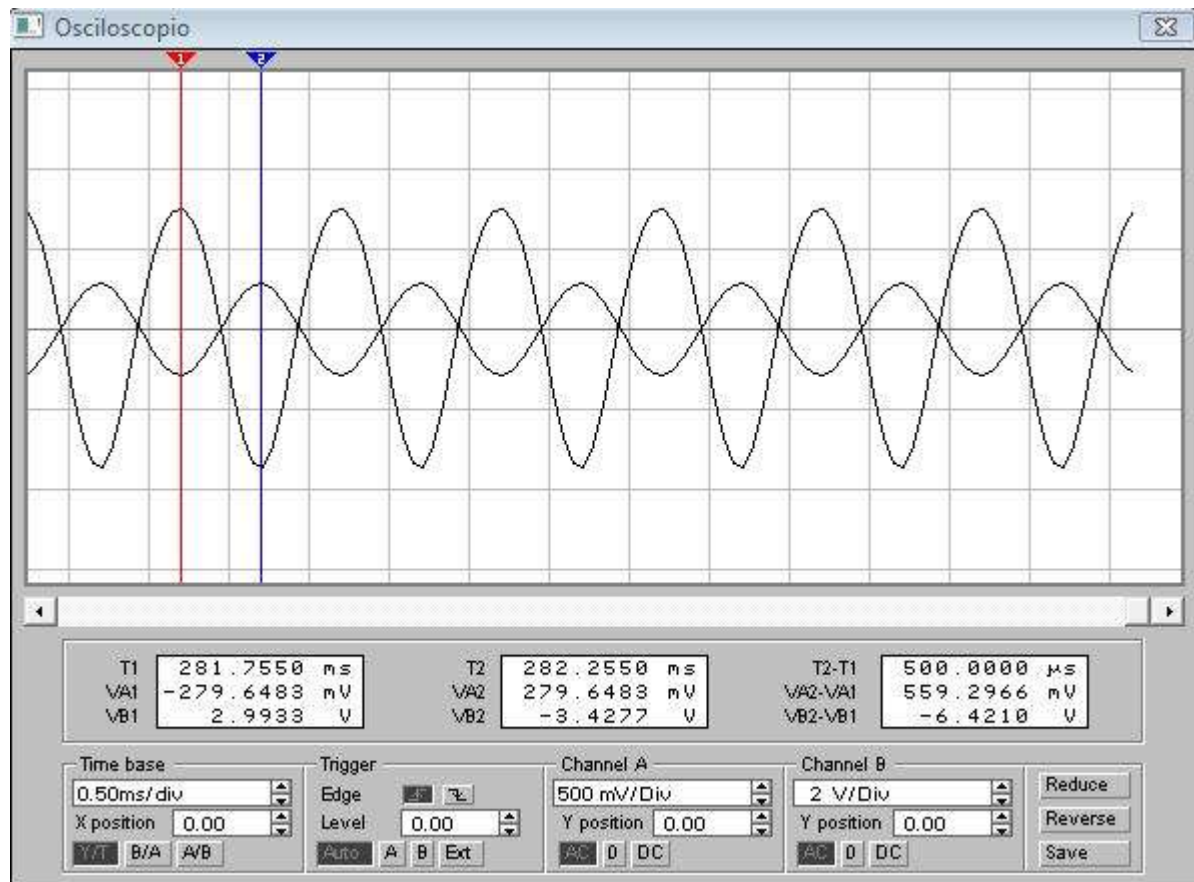 Osciloscopio
1 2
T1 281.7550 ms T2 282.2550 ms T2-T1 500.0000 µs
VA1 -279.6483 mV VA2 279.6483 mV VA2-VA1 559.2966 mV
VB1 2.9933 V VB2 -3.4277 V VB2-VB1 -6.4210 V
Time base Trigger Channel A Channel B
0.50ms/div Edge 500 mV/Div 2 V/Div Reduce
X position 0.00 Level 0.00 Y position 0.00 Y position 0.00 Reverse
Y/T B/A A/B Auto A B Ext AC 0 DC AC 0 DC Save